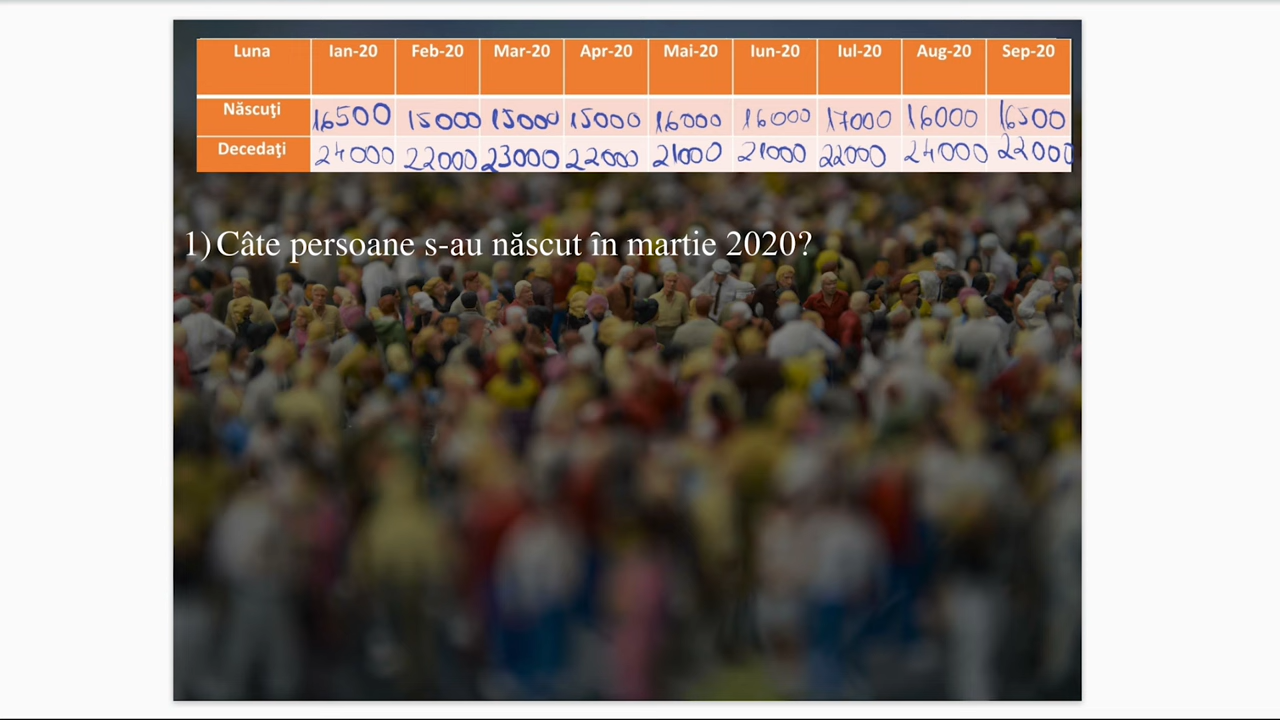 Luna Ian-20 Feb-20 Mar-20 Apr-20 Mai-20 Iun-20 Iul-20 Aug-20 Sep-20
Născuţi 16500 15000 15000 15000 16000 16000 17000 16000 16500
Decedaţi 24000 22000 23000 22000 21000 21000 22000 24000 22000
1) Câte persoane s-au născut în martie 2020?